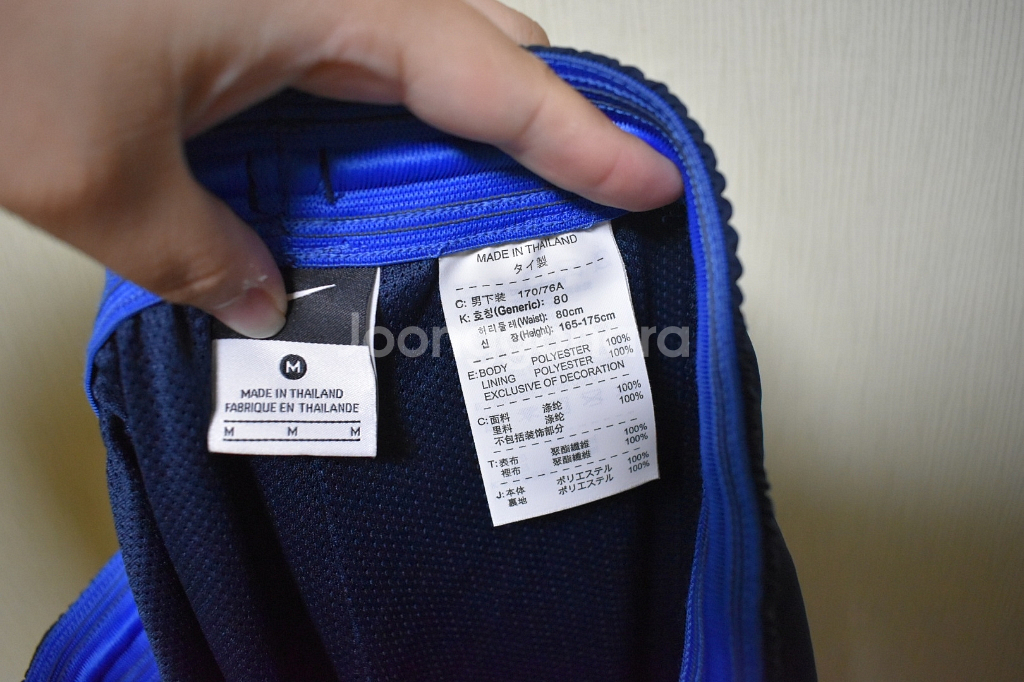 M
MADE IN THAILAND
FABRIQUE EN THAILANDE
M M M
MADE IN THAILAND
タイ製
C: 男下装 170/76A
K: 호칭(Generic): 80
허리둘레(Waist): 80cm
신 장(Height): 165-175cm
E: BODY POLYESTER 100%
LINING POLYESTER 100%
EXCLUSIVE OF DECORATION
C: 面料 涤纶 100%
里料 涤纶 100%
不包括装饰部分
T: 表布 聚酯纖維 100%
裡布 聚酯纖維 100%
J: 本体 ポリエステル 100%
裏地 ポリエステル 100%